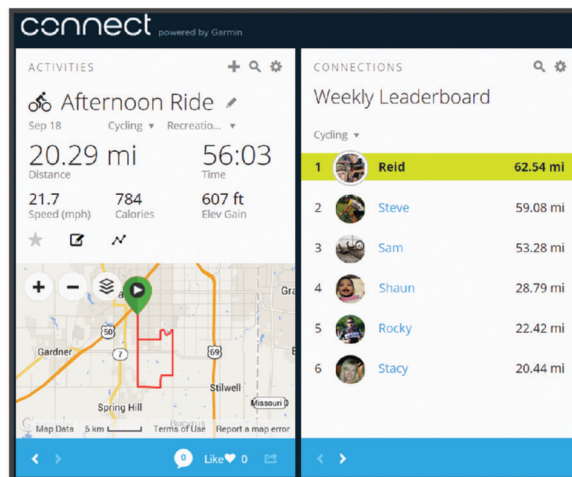 connect powered by Garmin
ACTIVITIES
Afternoon Ride
Sep 18 Cycling Recreatio...
20.29 mi 56:03
Distance Time
21.7 784 607 ft
Speed (mph) Calories Elev Gain
50
7
69
Gardner
Stilwell
Spring Hill
Missouri
Bucyrus
Map Data 5 km Terms of Use Report a map error
0 Like 0
CONNECTIONS
Weekly Leaderboard
Cycling
1 Reid 62.54 mi
2 Steve 59.08 mi
3 Sam 53.28 mi
4 Shaun 28.79 mi
5 Rocky 22.42 mi
6 Stacy 20.44 mi